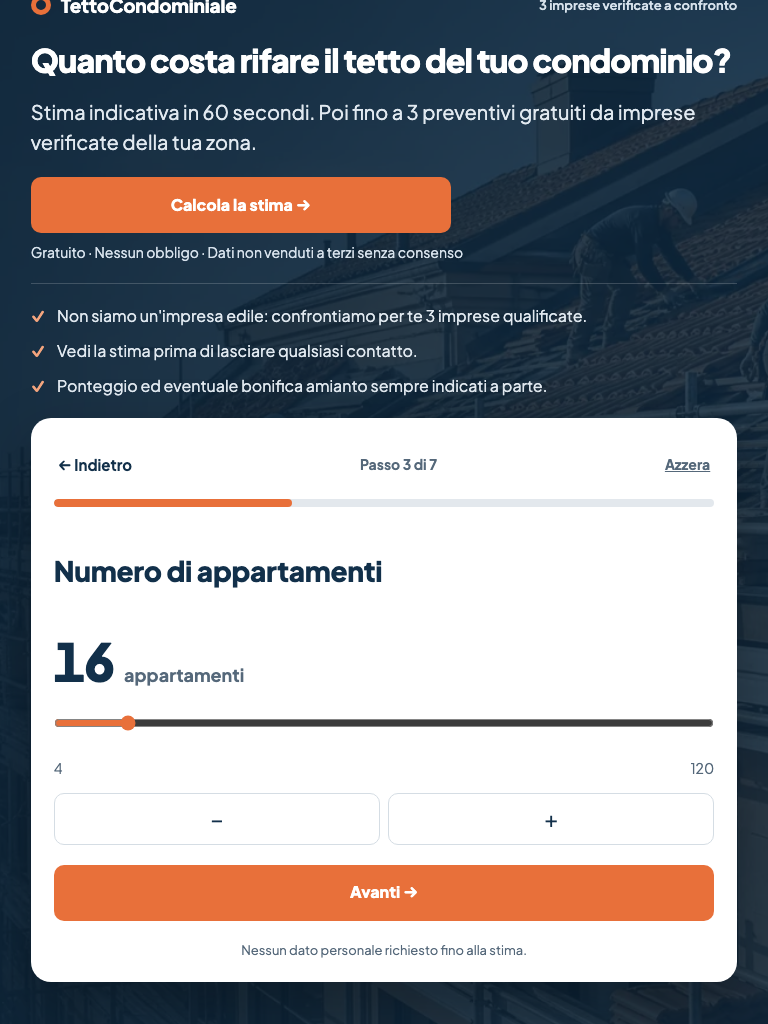 TettoCondominiale
3 imprese verificate a confronto
Quanto costa rifare il tetto del tuo condominio?
Stima indicativa in 60 secondi. Poi fino a 3 preventivi gratuiti da imprese
verificate della tua zona.
Calcola la stima →
Gratuito · Nessun obbligo · Dati non venduti a terzi senza consenso
Non siamo un'impresa edile: confrontiamo per te 3 imprese qualificate.
Vedi la stima prima di lasciare qualsiasi contatto.
Ponteggio ed eventuale bonifica amianto sempre indicati a parte.
← Indietro
Passo 3 di 7
Azzera
Numero di appartamenti
16 appartamenti
4
120
−
+
Avanti →
Nessun dato personale richiesto fino alla stima.